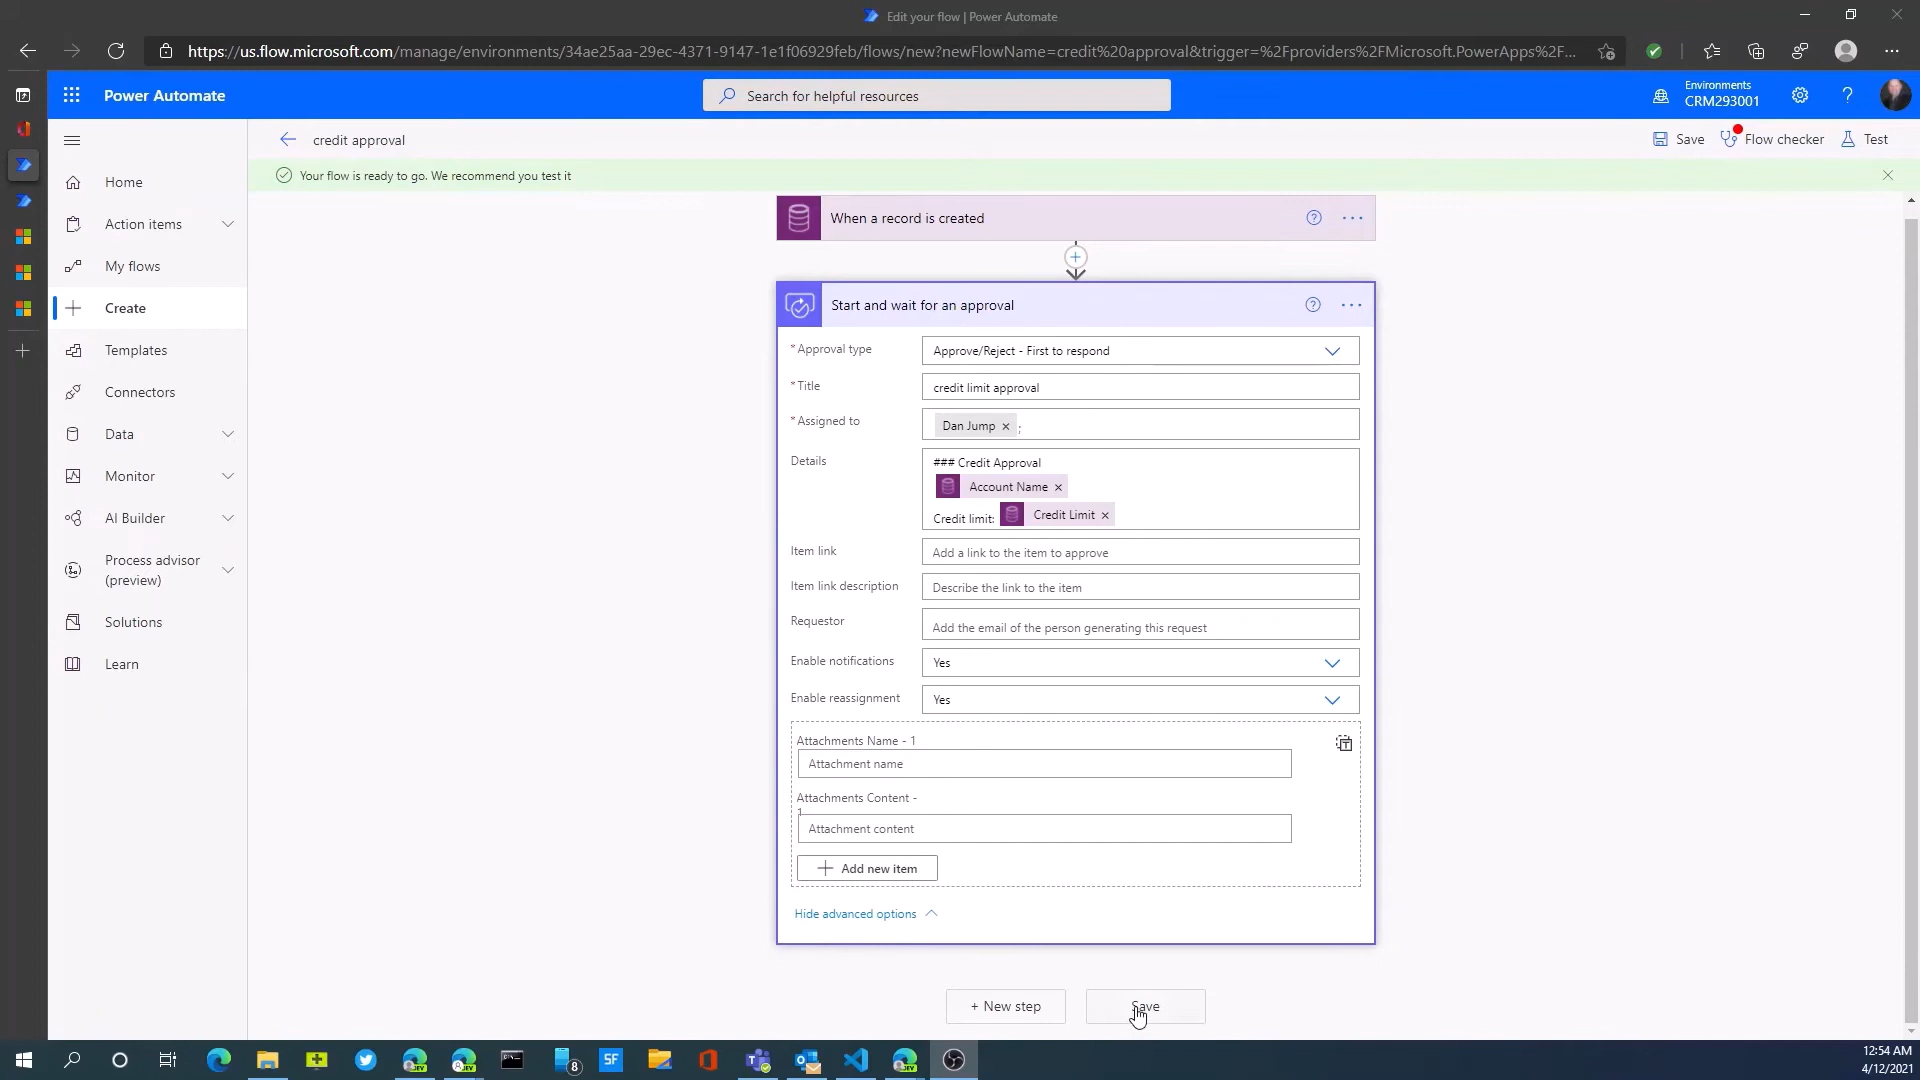 Edit your flow | Power Automate
https://us.flow.microsoft.com/manage/environments/34ae25aa-29ec-4371-9147-1e1f06929feb/flows/new?newFlowName=credit%20approval&trigger=%2Fproviders%2FMicrosoft.PowerApps%2F...
Power Automate
Search for helpful resources
Environments
CRM293001
credit approval
Save
Flow checker
Test
Your flow is ready to go. We recommend you test it
Home
Action items
My flows
Create
Templates
Connectors
Data
Monitor
AI Builder
Process advisor
(preview)
Solutions
Learn
When a record is created
Start and wait for an approval
* Approval type
Approve/Reject - First to respond
* Title
credit limit approval
* Assigned to
Dan Jump × ;
Details
### Credit Approval
Account Name ×
Credit limit: Credit Limit ×
Item link
Add a link to the item to approve
Item link description
Describe the link to the item
Requestor
Add the email of the person generating this request
Enable notifications
Yes
Enable reassignment
Yes
Attachments Name - 1
Attachment name
Attachments Content -
1
Attachment content
+ Add new item
Hide advanced options
+ New step
Save
DEV
DEV
8
SF
DEV
12:54 AM
4/12/2021